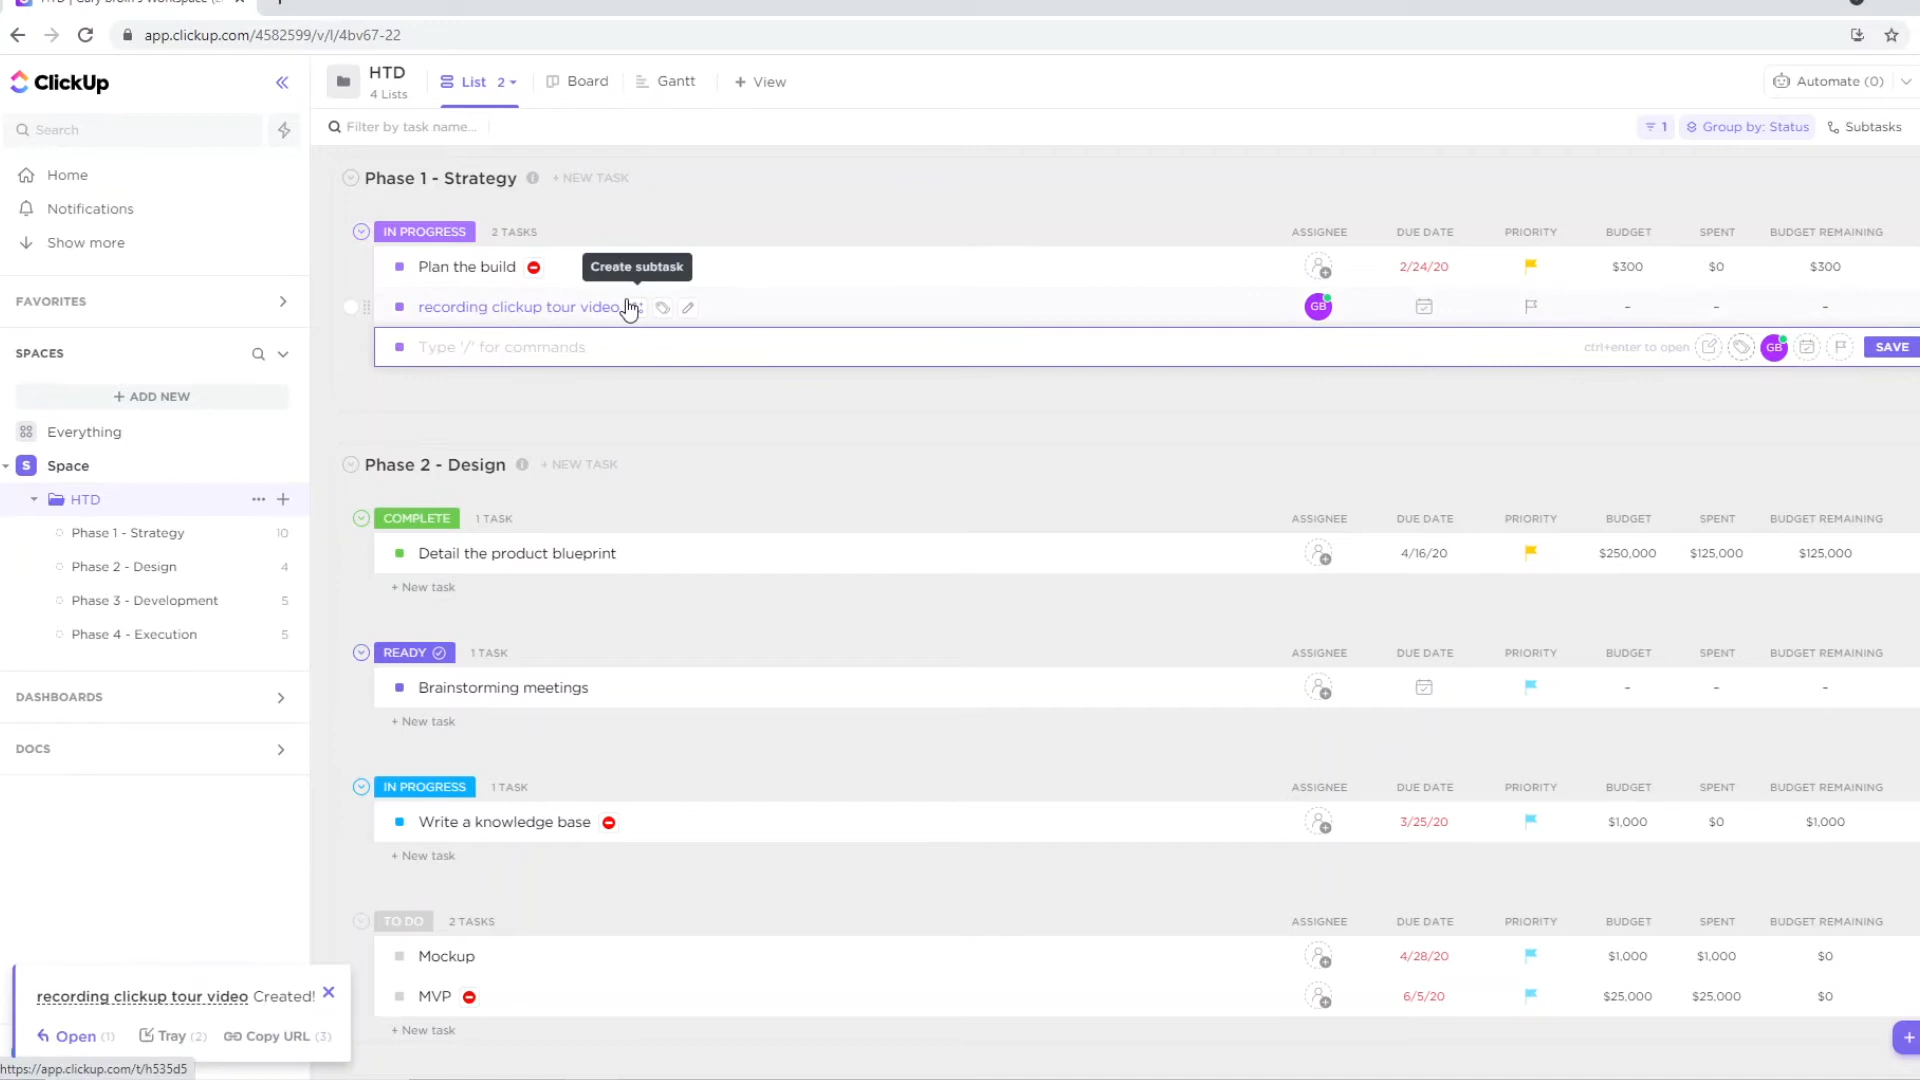 app.clickup.com/4582599/v/l/4bv67-22
ClickUp
HTD
4 Lists
List 2
Board
Gantt
+ View
Automate (0)
Search
Filter by task name...
1
Group by: Status
Subtasks
Home
Notifications
Show more
FAVORITES
SPACES
+ ADD NEW
Everything
S Space
HTD
Phase 1 - Strategy 10
Phase 2 - Design 4
Phase 3 - Development 5
Phase 4 - Execution 5
DASHBOARDS
DOCS
Phase 1 - Strategy + NEW TASK
IN PROGRESS 2 TASKS ASSIGNEE DUE DATE PRIORITY BUDGET SPENT BUDGET REMAINING
Plan the build 2/24/20 $300 $0 $300
Create subtask
recording clickup tour video GB - - -
Type '/' for commands ctrl+enter to open GB SAVE
Phase 2 - Design + NEW TASK
COMPLETE 1 TASK ASSIGNEE DUE DATE PRIORITY BUDGET SPENT BUDGET REMAINING
Detail the product blueprint 4/16/20 $250,000 $125,000 $125,000
+ New task
READY 1 TASK ASSIGNEE DUE DATE PRIORITY BUDGET SPENT BUDGET REMAINING
Brainstorming meetings - - -
+ New task
IN PROGRESS 1 TASK ASSIGNEE DUE DATE PRIORITY BUDGET SPENT BUDGET REMAINING
Write a knowledge base 3/25/20 $1,000 $0 $1,000
+ New task
TO DO 2 TASKS ASSIGNEE DUE DATE PRIORITY BUDGET SPENT BUDGET REMAINING
Mockup 4/28/20 $1,000 $1,000 $0
MVP 6/5/20 $25,000 $25,000 $0
+ New task
recording clickup tour video Created!
Open (1) Tray (2) Copy URL (3)
https://app.clickup.com/t/h535d5